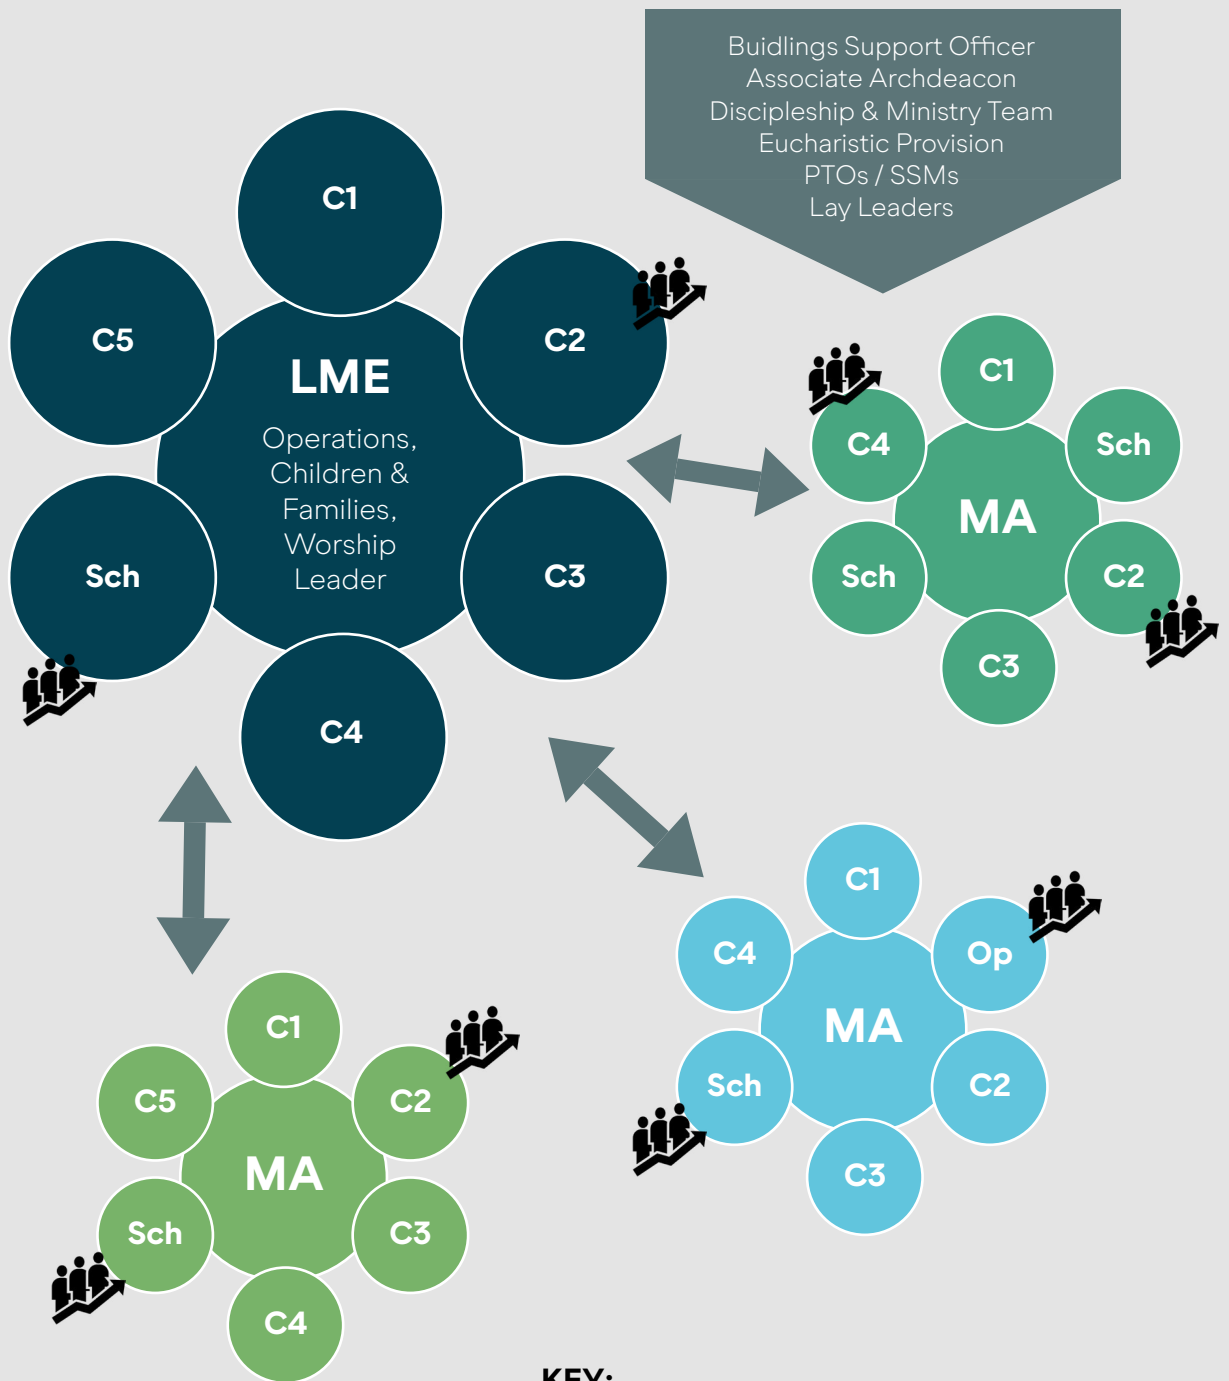 Buidlings Support Officer
Associate Archdeacon
Discipleship & Ministry Team
Eucharistic Provision
PTOs / SSMs
Lay Leaders
C1
C5
C2
LME
Operations,
Children &
Families,
Worship
Leader
Sch
C3
C4
C1
C4
Sch
MA
Sch
C2
C3
C1
C4
Op
MA
Sch
C2
C3
C1
C5
C2
MA
Sch
C3
C4
KEY: